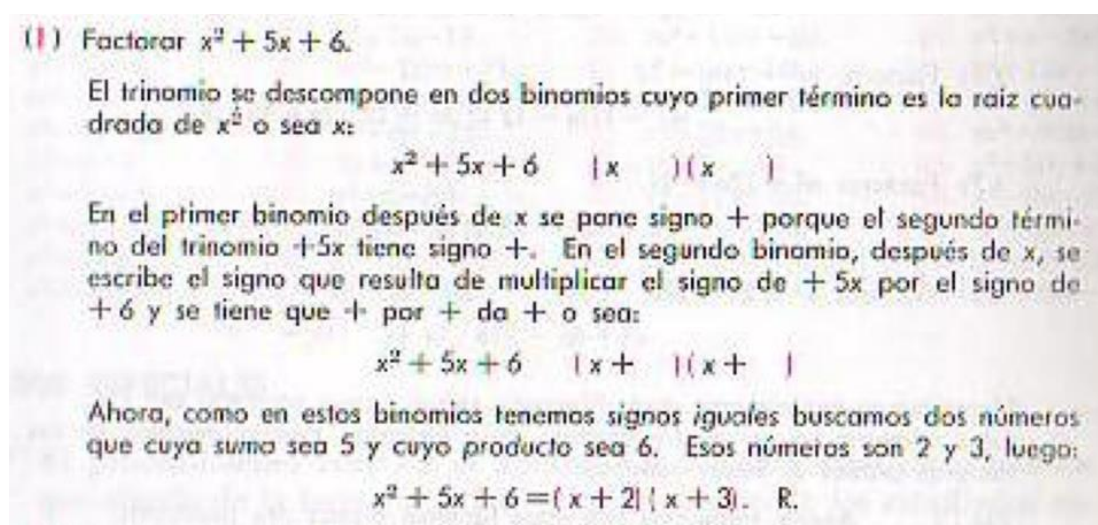 (1) Factorar x² + 5x + 6.
El trinomio se descompone en dos binomios cuyo primer término es la raíz cua-
drada de x² o sea x:
x² + 5x + 6 (x )(x )
En el primer binomio después de x se pone signo + porque el segundo térmi-
no del trinomio +5x tiene signo +. En el segundo binomio, después de x, se
escribe el signo que resulta de multiplicar el signo de + 5x por el signo de
+ 6 y se tiene que + por + da + o sea:
x² + 5x + 6 (x + )(x + )
Ahora, como en estos binomios tenemos signos iguales buscamos dos números
que cuya suma sea 5 y cuyo producto sea 6. Esos números son 2 y 3, luego:
x² + 5x + 6 = (x + 2)(x + 3). R.